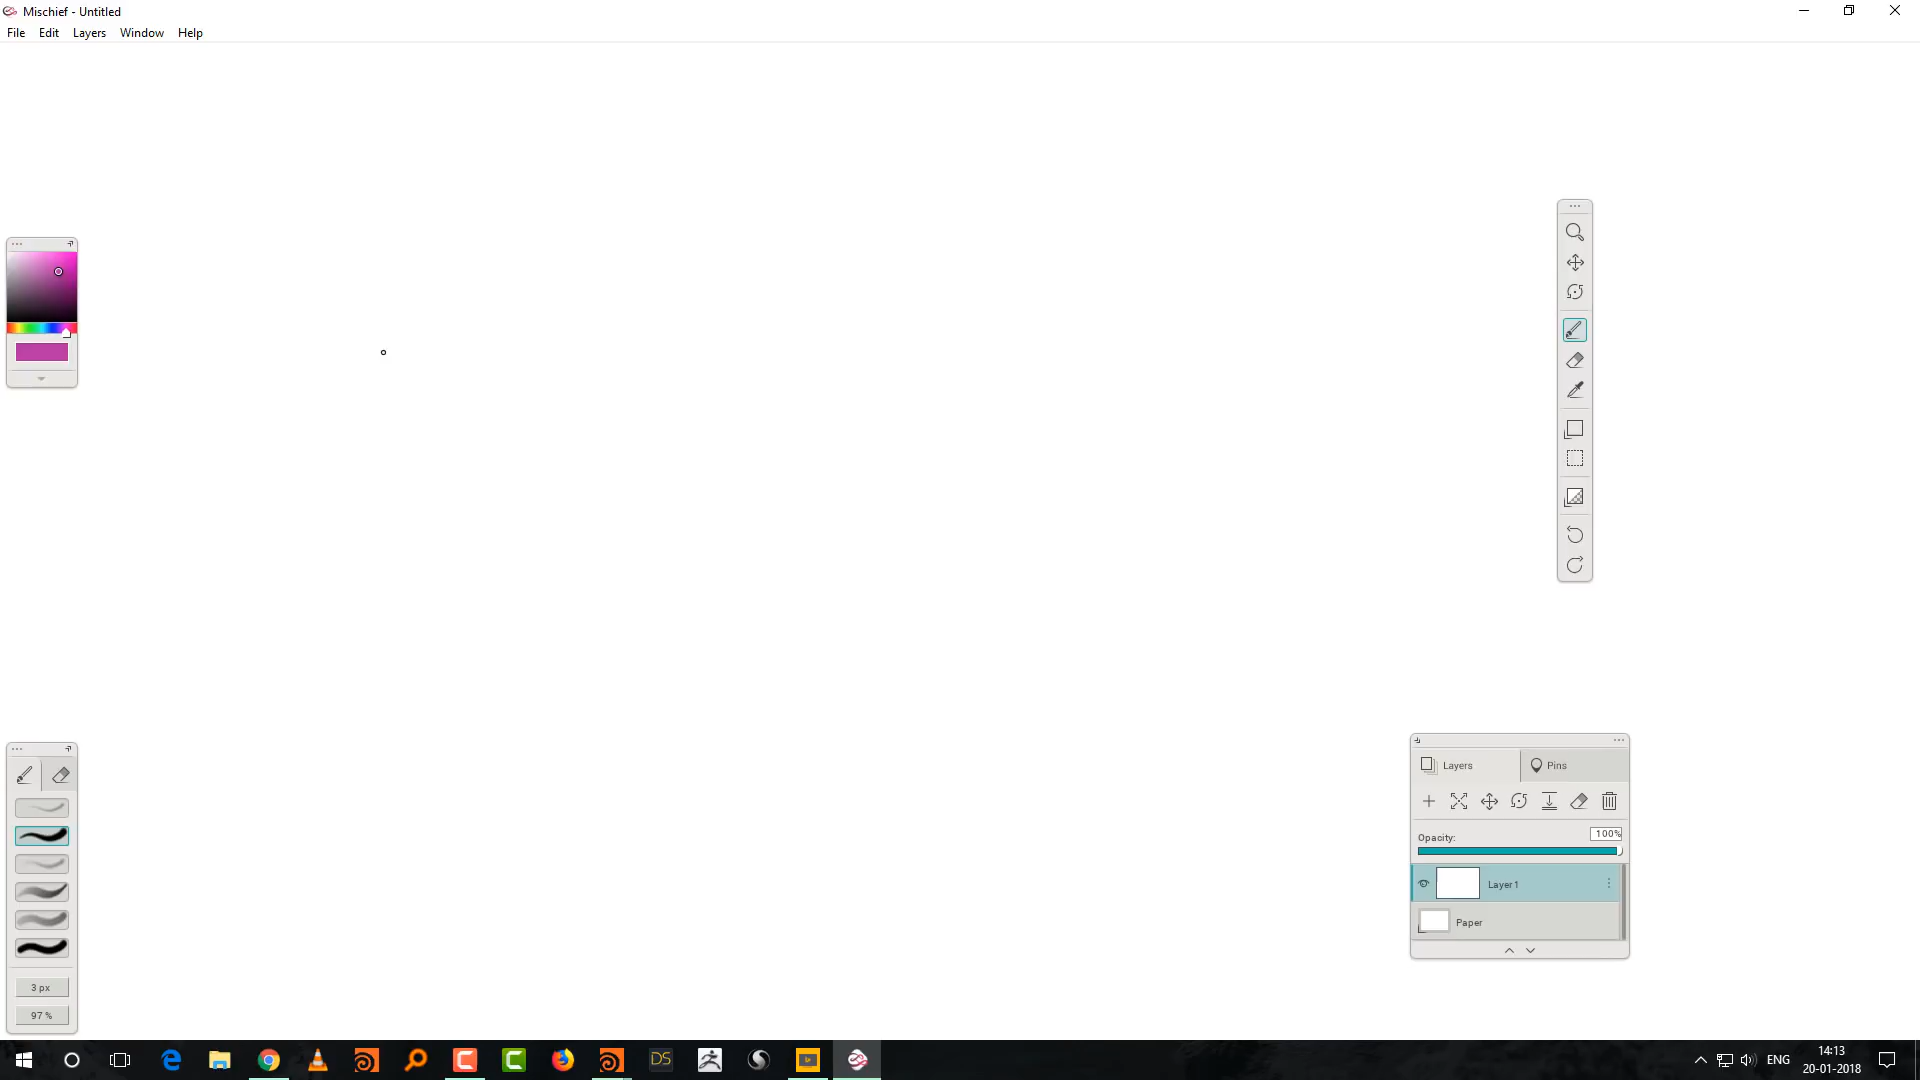 Mischief - Untitled
File Edit Layers Window Help
Layers Pins
Opacity: 100%
Layer 1
Paper
3 px
97 %
DS
ENG
14:13
20-01-2018